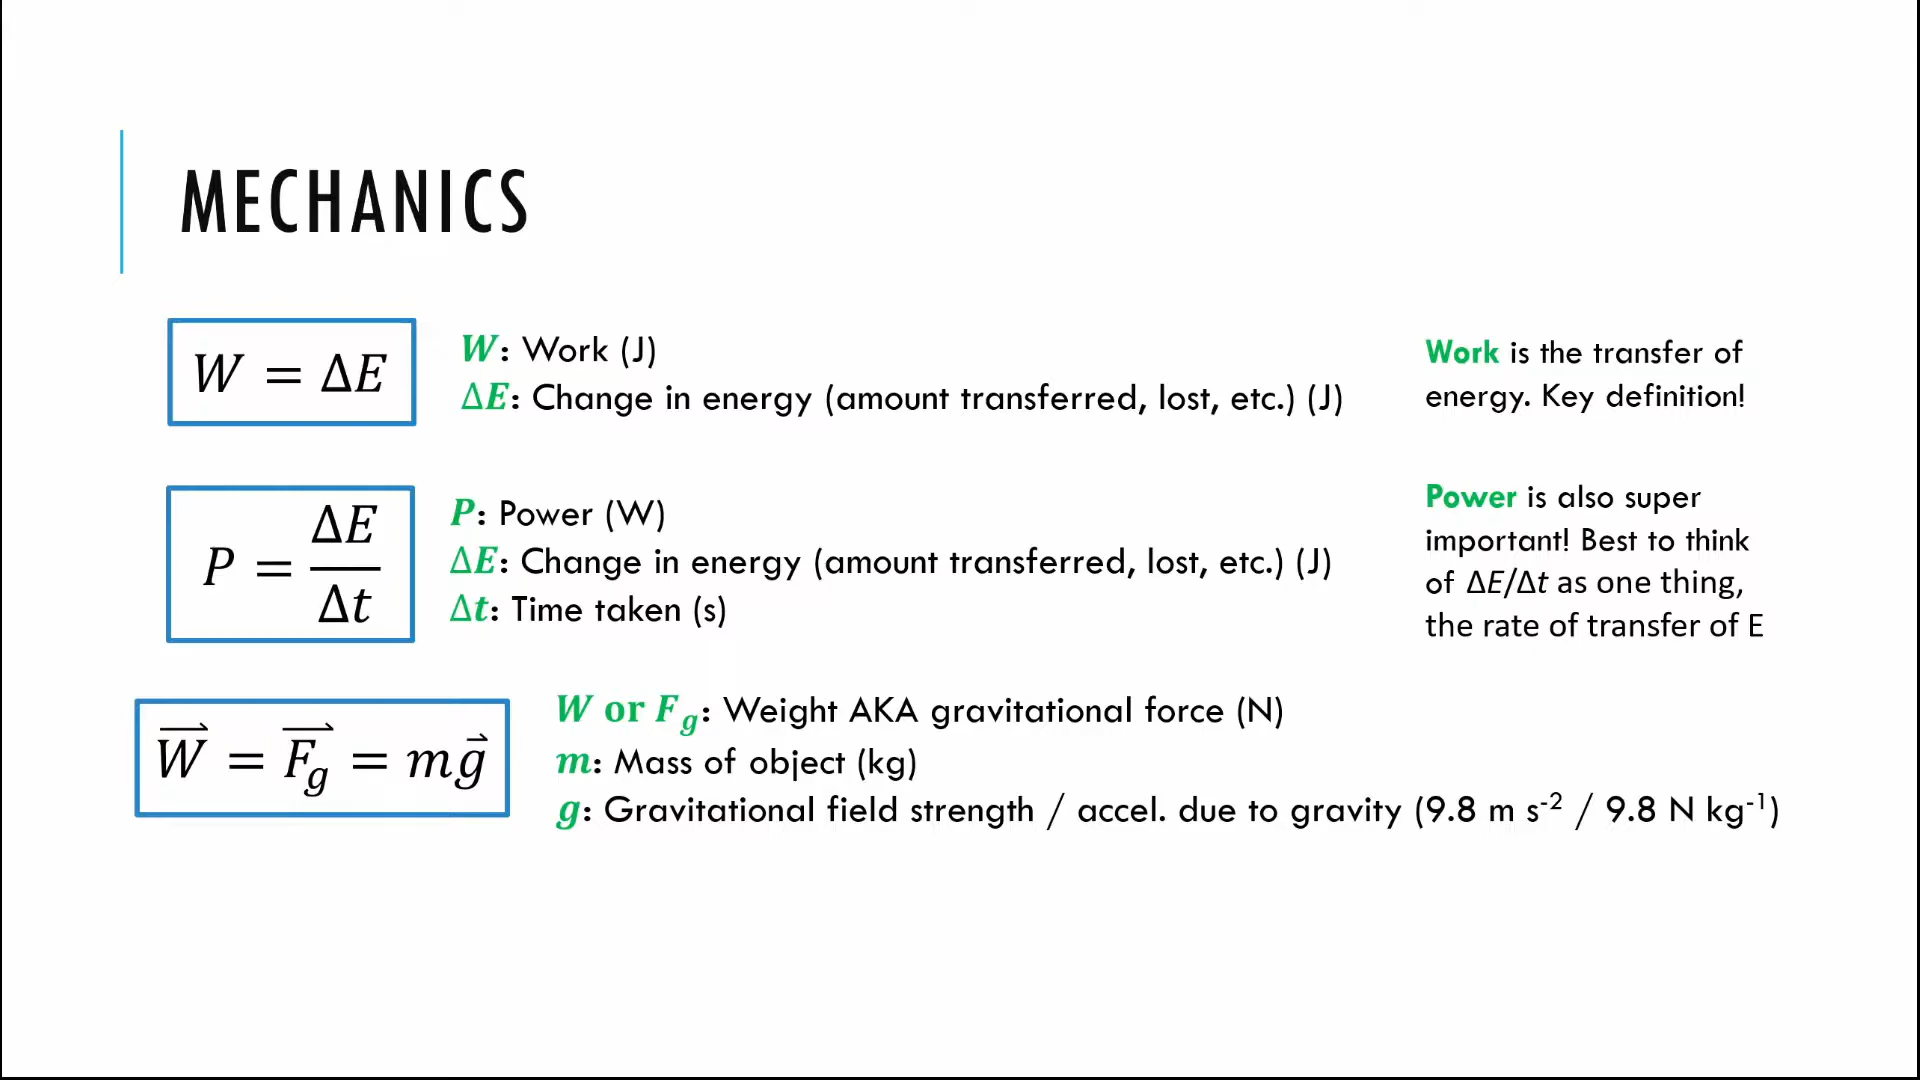 MECHANICS
W = ΔE
W: Work (J)
ΔE: Change in energy (amount transferred, lost, etc.) (J)
Work is the transfer of
energy. Key definition!
P = ΔE/Δt
P: Power (W)
ΔE: Change in energy (amount transferred, lost, etc.) (J)
Δt: Time taken (s)
Power is also super
important! Best to think
of ΔE/Δt as one thing,
the rate of transfer of E
W⃗ = F⃗_g = mg⃗
W or F_g: Weight AKA gravitational force (N)
m: Mass of object (kg)
g: Gravitational field strength / accel. due to gravity (9.8 m s⁻² / 9.8 N kg⁻¹)